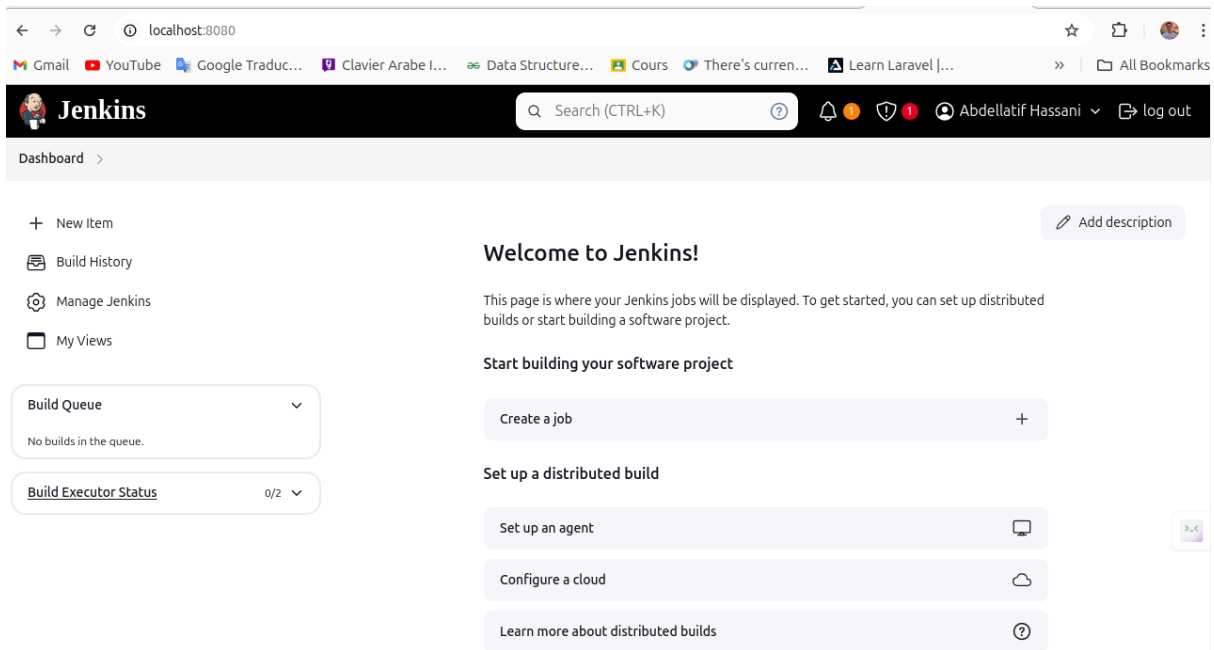 localhost:8080
Gmail YouTube Google Traduc... Clavier Arabe I... Data Structure... Cours There's curren... Learn Laravel |... » All Bookmarks
Jenkins Search (CTRL+K) 1 1 Abdellatif Hassani log out
Dashboard
New Item
Build History
Manage Jenkins
My Views
Build Queue
No builds in the queue.
Build Executor Status 0/2
Add description
Welcome to Jenkins!
This page is where your Jenkins jobs will be displayed. To get started, you can set up distributed
builds or start building a software project.
Start building your software project
Create a job
Set up a distributed build
Set up an agent
Configure a cloud
Learn more about distributed builds